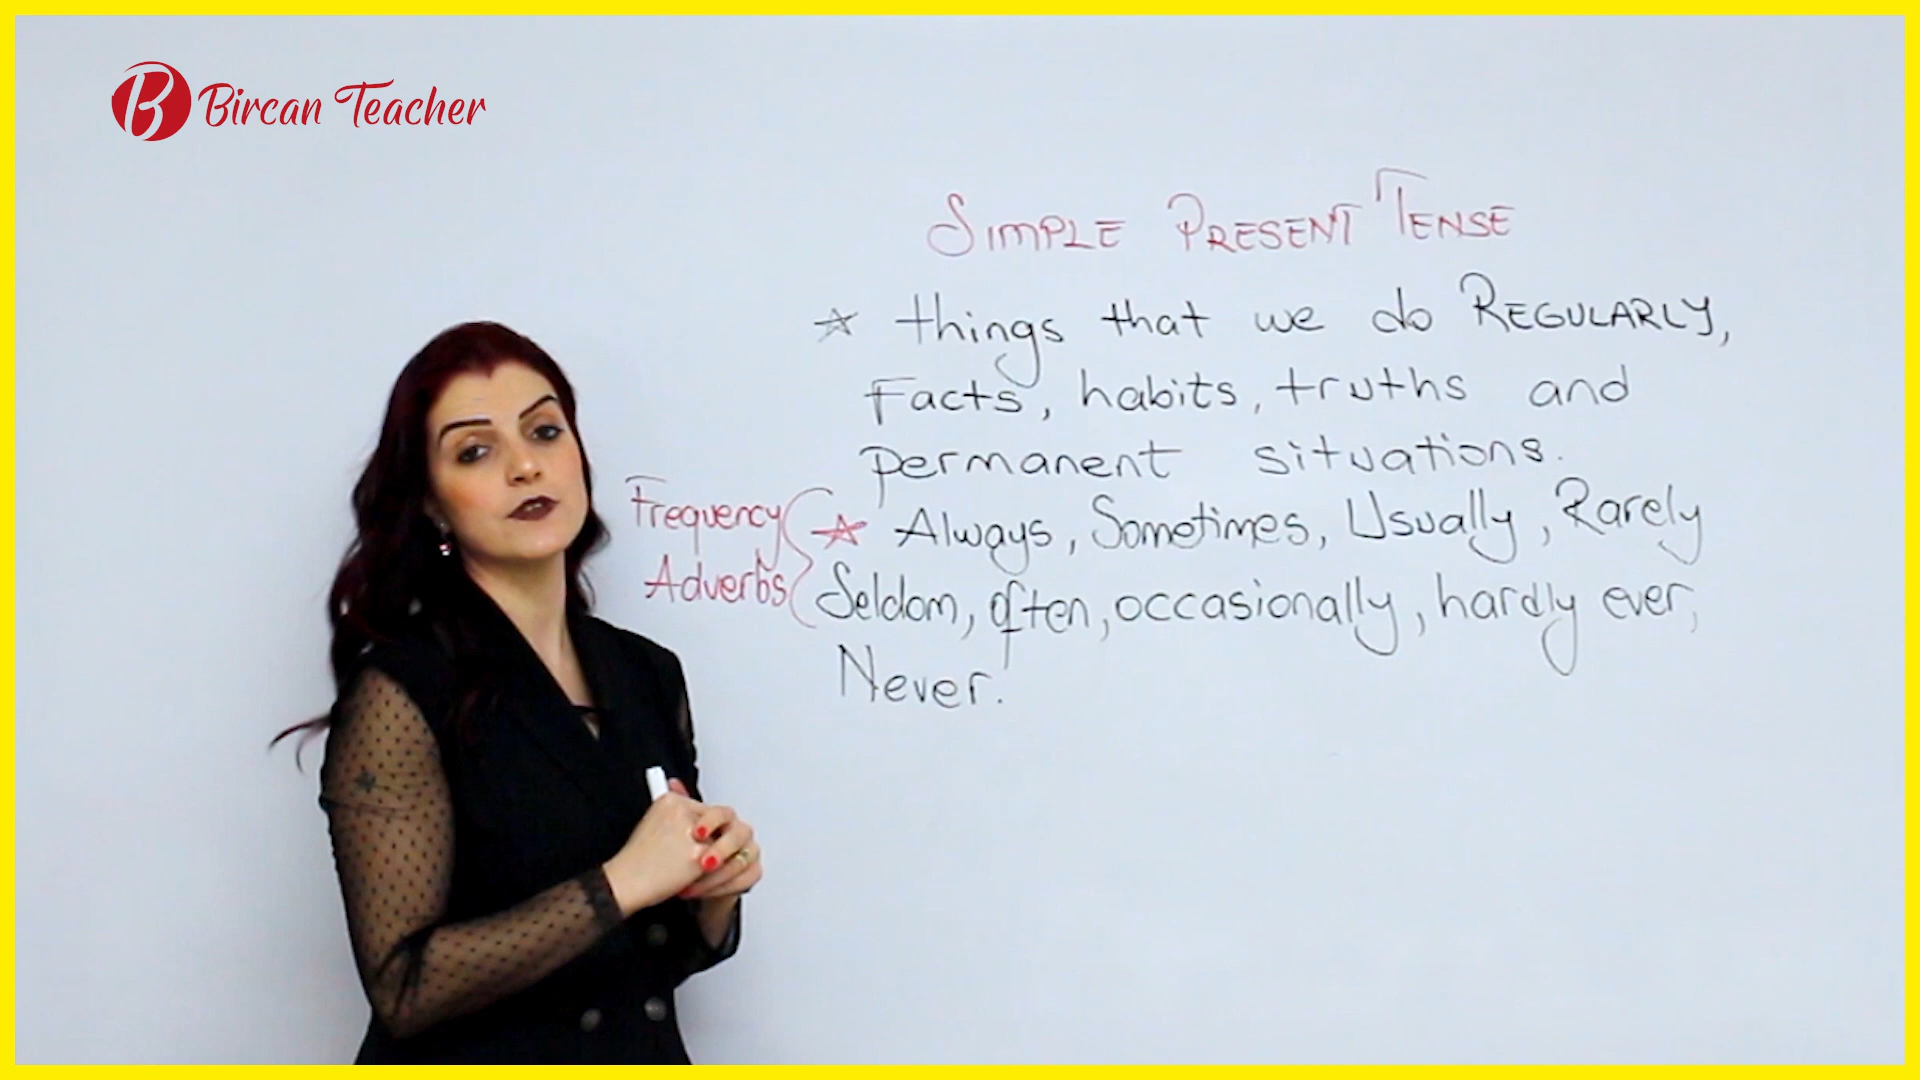 B Bircan Teacher
SIMPLE PRESENT TENSE
☆ things that we do REGULARLY,
Facts, habits, truths and
permanent situations.
Frequency
Adverbs
☆ Always, Sometimes, Usually, Rarely
Seldom, often, occasionally, hardly ever,
Never.